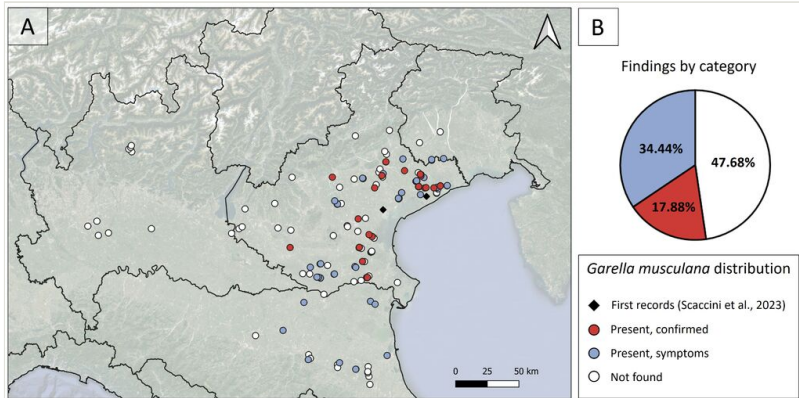 A
0 25 50 km
B
Findings by category
34.44%
47.68%
17.88%
Garella musculana distribution
First records (Scaccini et al., 2023)
Present, confirmed
Present, symptoms
Not found